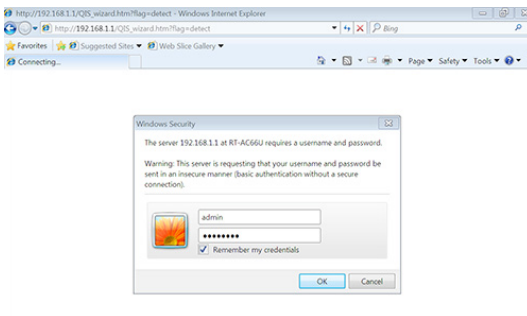 http://192.168.1.1/QIS_wizard.htm?flag=detect - Windows Internet Explorer
http://192.168.1.1/QIS_wizard.htm?flag=detect
Bing
Favorites Suggested Sites Web Slice Gallery
Connecting...
Page Safety Tools
Windows Security
The server 192.168.1.1 at RT-AC66U requires a username and password.
Warning: This server is requesting that your username and password be
sent in an insecure manner (basic authentication without a secure
connection).
admin
••••••••
Remember my credentials
OK Cancel